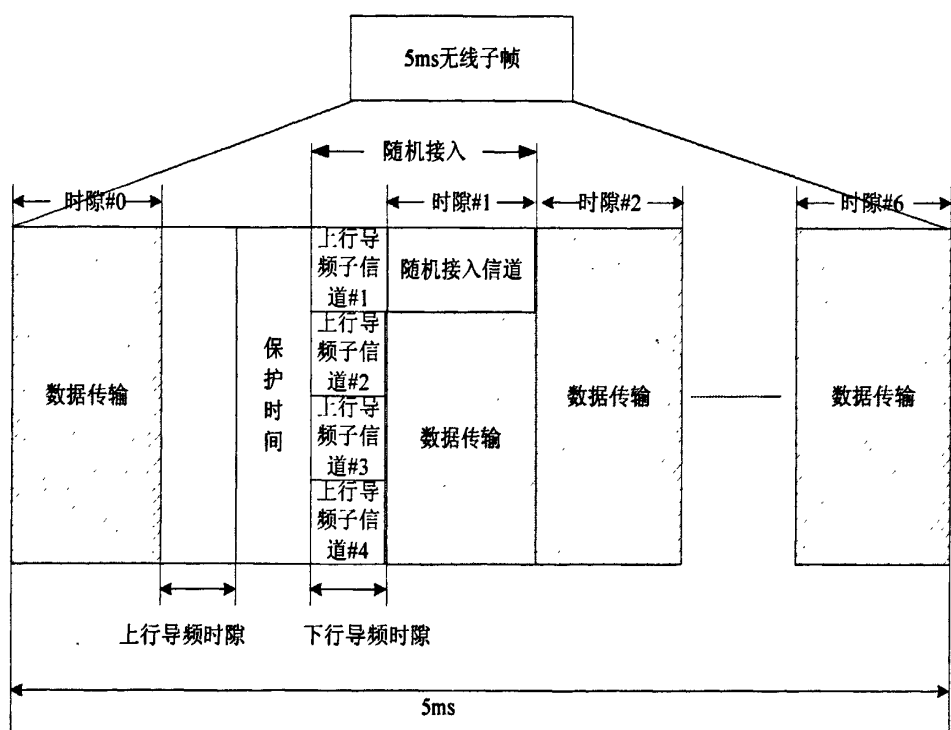 5ms无线子帧
随机接入
时隙#0
时隙#1
时隙#2
时隙#6
数据传输
保
护
时
间
上行导
频子信
道#1
上行导
频子信
道#2
上行导
频子信
道#3
上行导
频子信
道#4
随机接入信道
数据传输
数据传输
数据传输
上行导频时隙
下行导频时隙
5ms